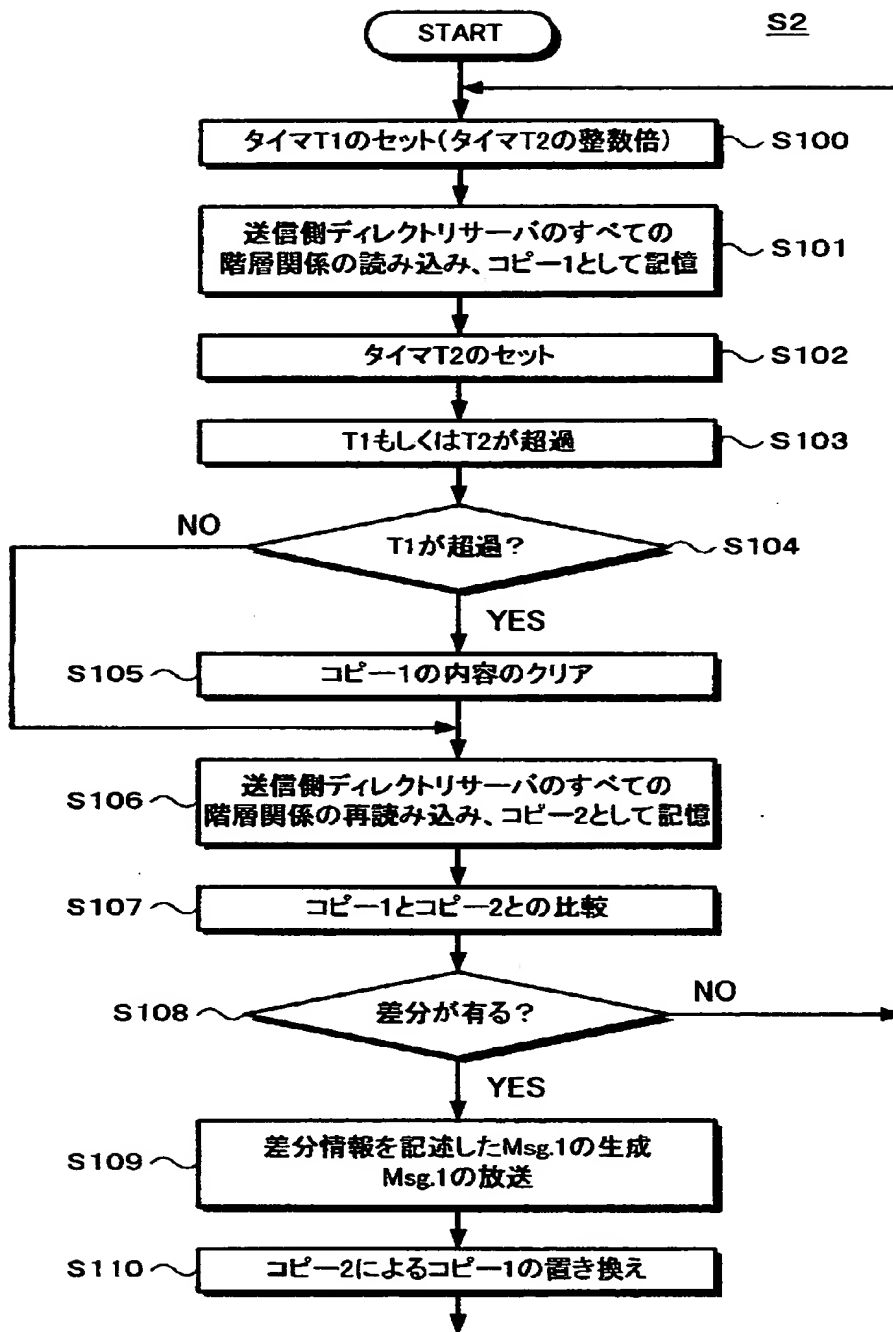 START
S2
タイマT1のセット(タイマT2の整数倍)
S100
送信側ディレクトリサーバのすべての
階層関係の読み込み、コピー1として記憶
S101
タイマT2のセット
S102
T1もしくはT2が超過
S103
NO
T1が超過?
S104
YES
S105
コピー1の内容のクリア
S106
送信側ディレクトリサーバのすべての
階層関係の再読み込み、コピー2として記憶
S107
コピー1とコピー2との比較
S108
差分が有る?
NO
YES
S109
差分情報を記述したMsg.1の生成
Msg.1の放送
S110
コピー2によるコピー1の置き換え